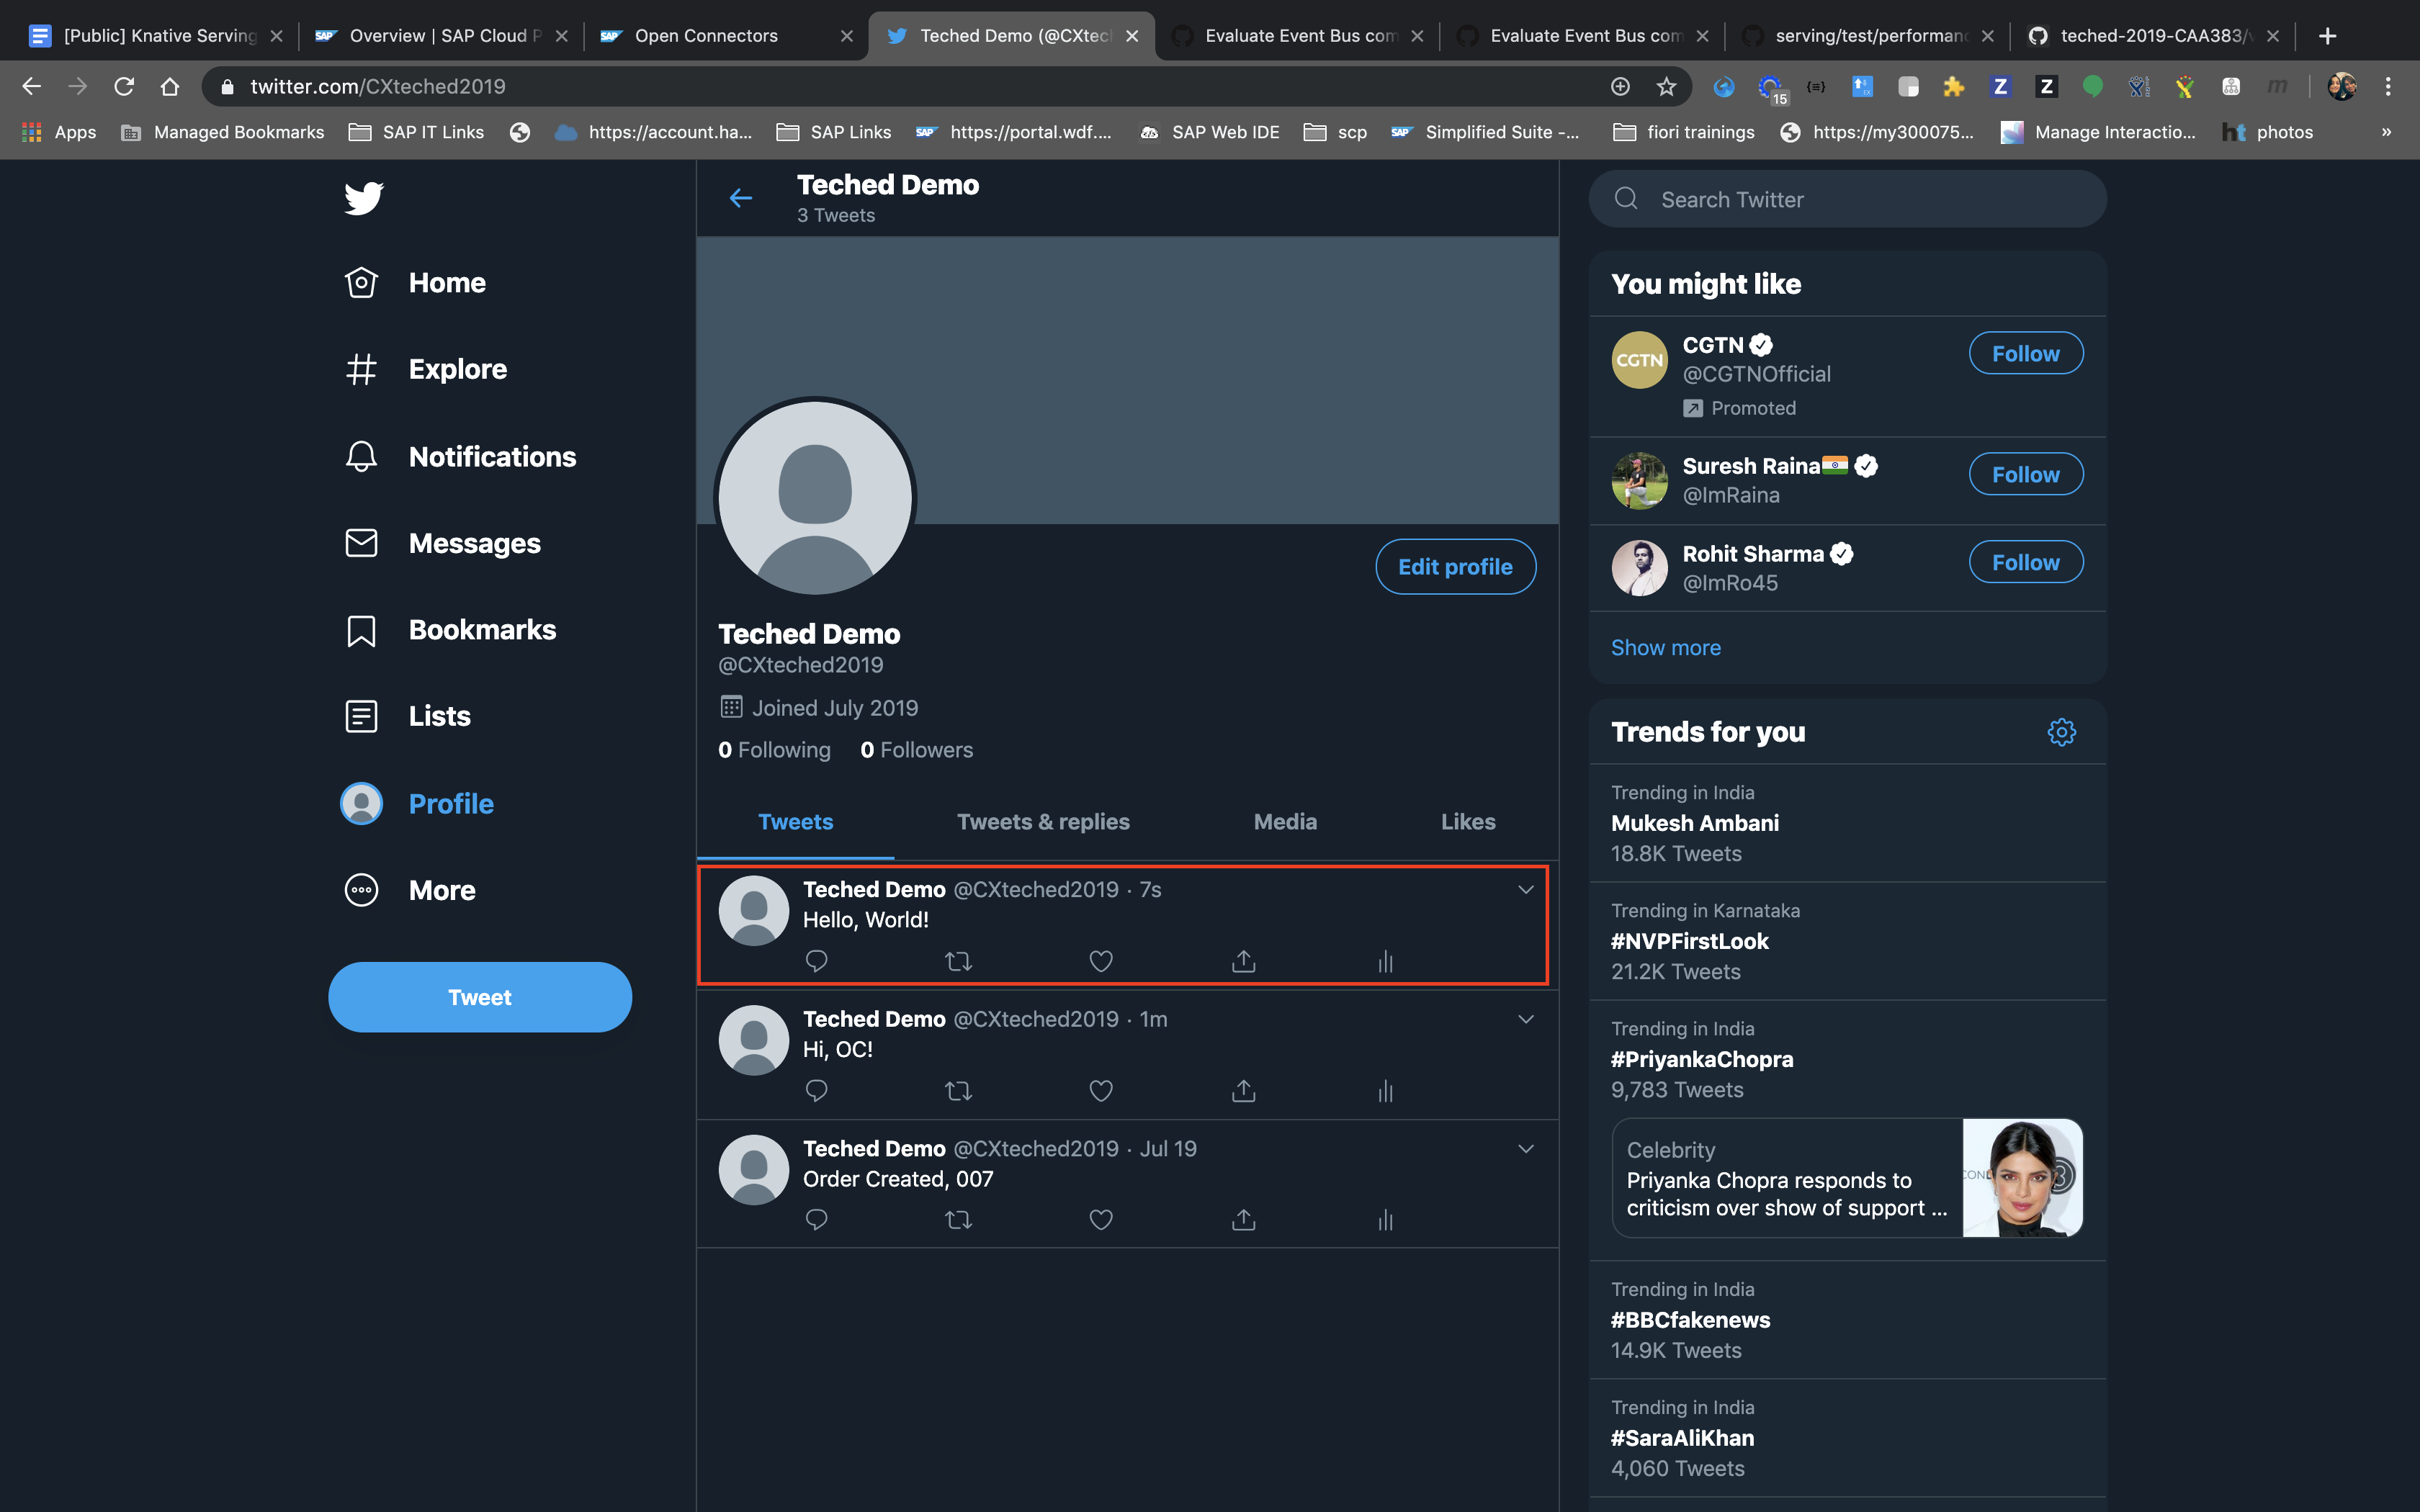 [Public] Knative Serving
SAP Overview | SAP Cloud P
SAP Open Connectors
Teched Demo (@CXtec
Evaluate Event Bus com
Evaluate Event Bus com
serving/test/performanc
teched-2019-CAA383/
twitter.com/CXteched2019
15
Z
Z
m
Apps
Managed Bookmarks
SAP IT Links
https://account.ha...
SAP Links
SAP https://portal.wdf....
SAP Web IDE
scp
SAP Simplified Suite -...
fiori trainings
https://my300075...
Manage Interactio...
ht photos
»
Home
Explore
Notifications
Messages
Bookmarks
Lists
Profile
More
Tweet
Teched Demo
3 Tweets
Edit profile
Teched Demo
@CXteched2019
Joined July 2019
0 Following 0 Followers
Tweets Tweets & replies Media Likes
Teched Demo @CXteched2019 · 7s
Hello, World!
Teched Demo @CXteched2019 · 1m
Hi, OC!
Teched Demo @CXteched2019 · Jul 19
Order Created, 007
Search Twitter
You might like
CGTN
CGTN
@CGTNOfficial
Promoted
Follow
Suresh Raina
@ImRaina
Follow
Rohit Sharma
@ImRo45
Follow
Show more
Trends for you
Trending in India
Mukesh Ambani
18.8K Tweets
Trending in Karnataka
#NVPFirstLook
21.2K Tweets
Trending in India
#PriyankaChopra
9,783 Tweets
Celebrity
Priyanka Chopra responds to
criticism over show of support ...
Trending in India
#BBCfakenews
14.9K Tweets
Trending in India
#SaraAliKhan
4,060 Tweets